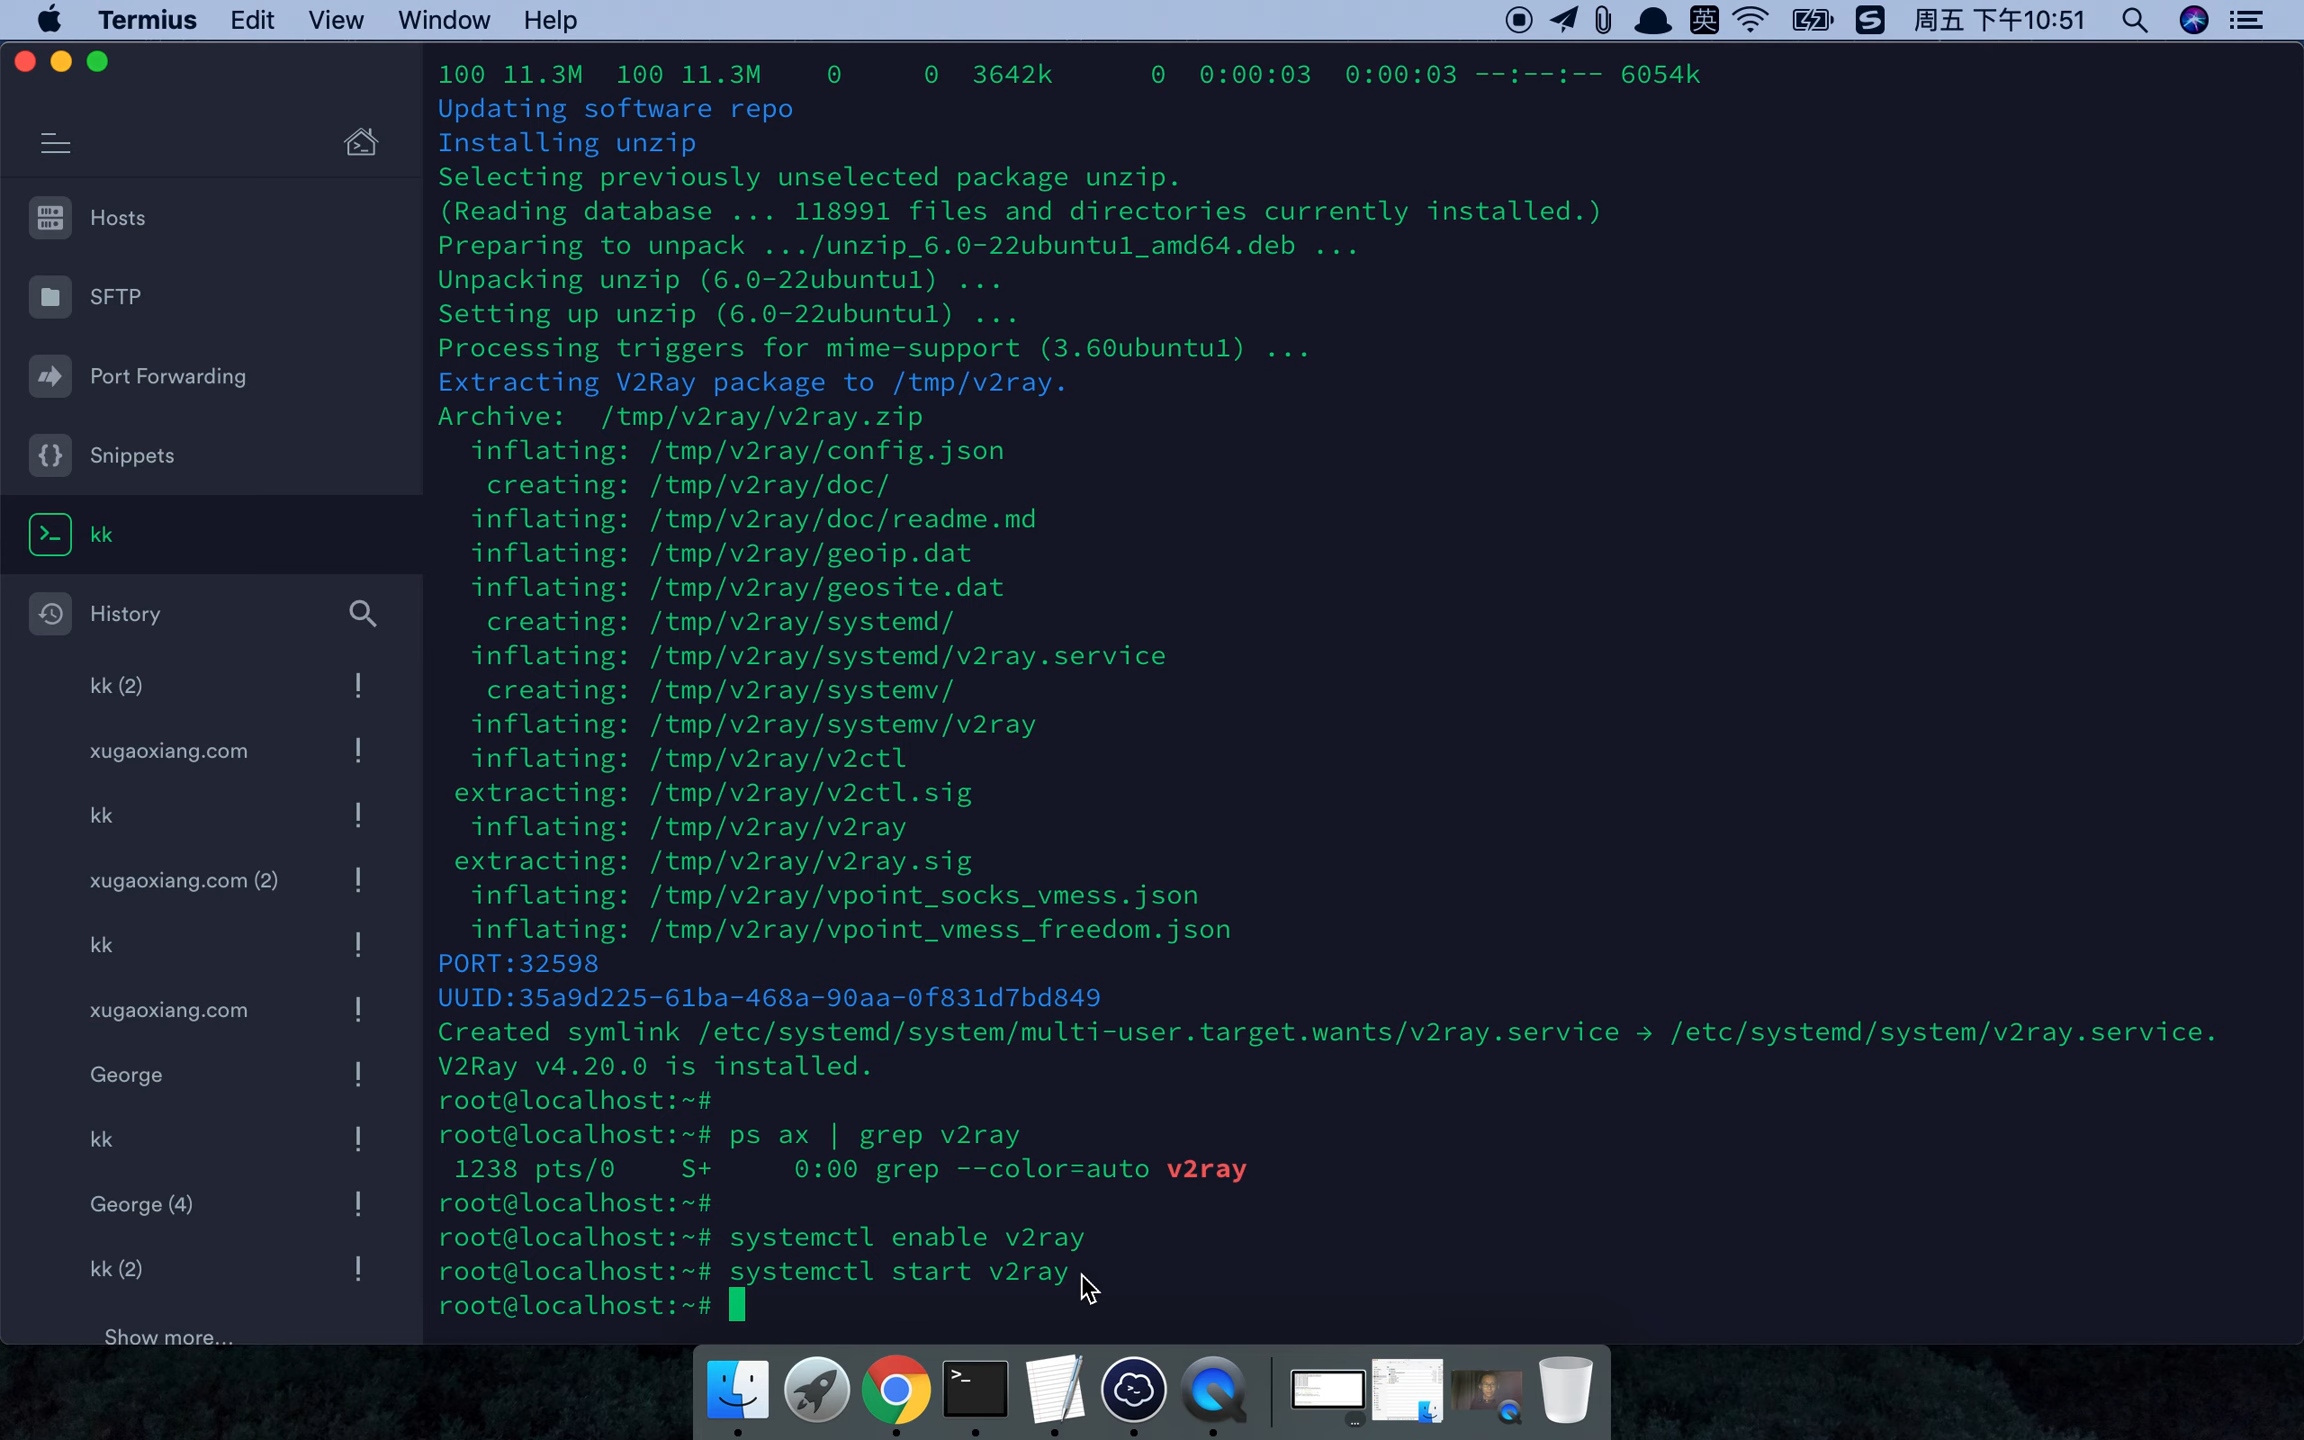 Termius Edit View Window Help 英 周五 下午10:51
Hosts
SFTP
Port Forwarding
Snippets
kk
History
kk (2) !
xugaoxiang.com !
kk !
xugaoxiang.com (2) !
kk !
xugaoxiang.com !
George !
kk !
George (4) !
kk (2) !
Show more...
100 11.3M  100 11.3M    0     0  3642k      0  0:00:03  0:00:03 --:--:-- 6054k
Updating software repo
Installing unzip
Selecting previously unselected package unzip.
(Reading database ... 118991 files and directories currently installed.)
Preparing to unpack .../unzip_6.0-22ubuntu1_amd64.deb ...
Unpacking unzip (6.0-22ubuntu1) ...
Setting up unzip (6.0-22ubuntu1) ...
Processing triggers for mime-support (3.60ubuntu1) ...
Extracting V2Ray package to /tmp/v2ray.
Archive:  /tmp/v2ray/v2ray.zip
  inflating: /tmp/v2ray/config.json
   creating: /tmp/v2ray/doc/
  inflating: /tmp/v2ray/doc/readme.md
  inflating: /tmp/v2ray/geoip.dat
  inflating: /tmp/v2ray/geosite.dat
   creating: /tmp/v2ray/systemd/
  inflating: /tmp/v2ray/systemd/v2ray.service
   creating: /tmp/v2ray/systemv/
  inflating: /tmp/v2ray/systemv/v2ray
  inflating: /tmp/v2ray/v2ctl
 extracting: /tmp/v2ray/v2ctl.sig
  inflating: /tmp/v2ray/v2ray
 extracting: /tmp/v2ray/v2ray.sig
  inflating: /tmp/v2ray/vpoint_socks_vmess.json
  inflating: /tmp/v2ray/vpoint_vmess_freedom.json
PORT:32598
UUID:35a9d225-61ba-468a-90aa-0f831d7bd849
Created symlink /etc/systemd/system/multi-user.target.wants/v2ray.service → /etc/systemd/system/v2ray.service.
V2Ray v4.20.0 is installed.
root@localhost:~#
root@localhost:~# ps ax | grep v2ray
 1238 pts/0    S+     0:00 grep --color=auto v2ray
root@localhost:~#
root@localhost:~# systemctl enable v2ray
root@localhost:~# systemctl start v2ray
root@localhost:~#